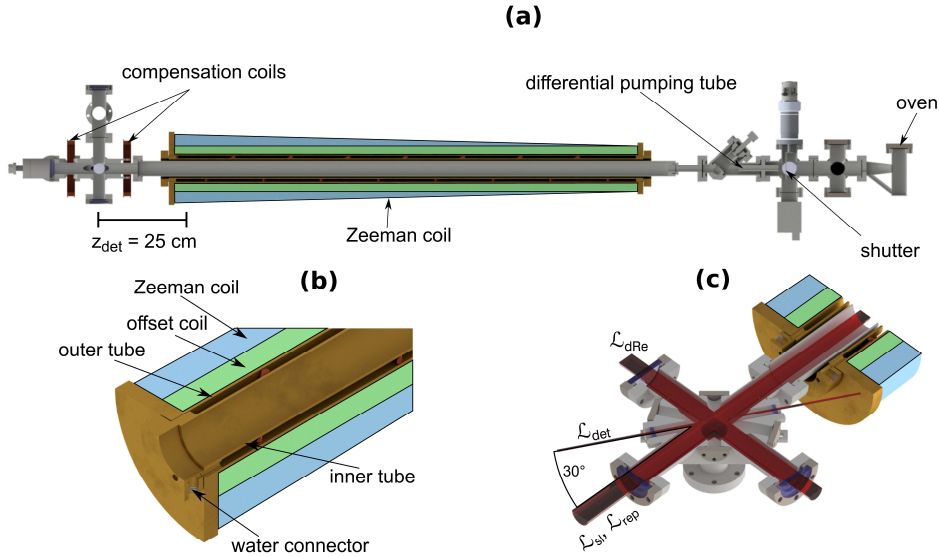 (a)
compensation coils
differential pumping tube
oven
z_det = 25 cm
Zeeman coil
shutter
(b)
Zeeman coil
offset coil
outer tube
inner tube
water connector
(c)
ℒ_dRe
ℒ_det
30°
ℒ_sl, ℒ_rep